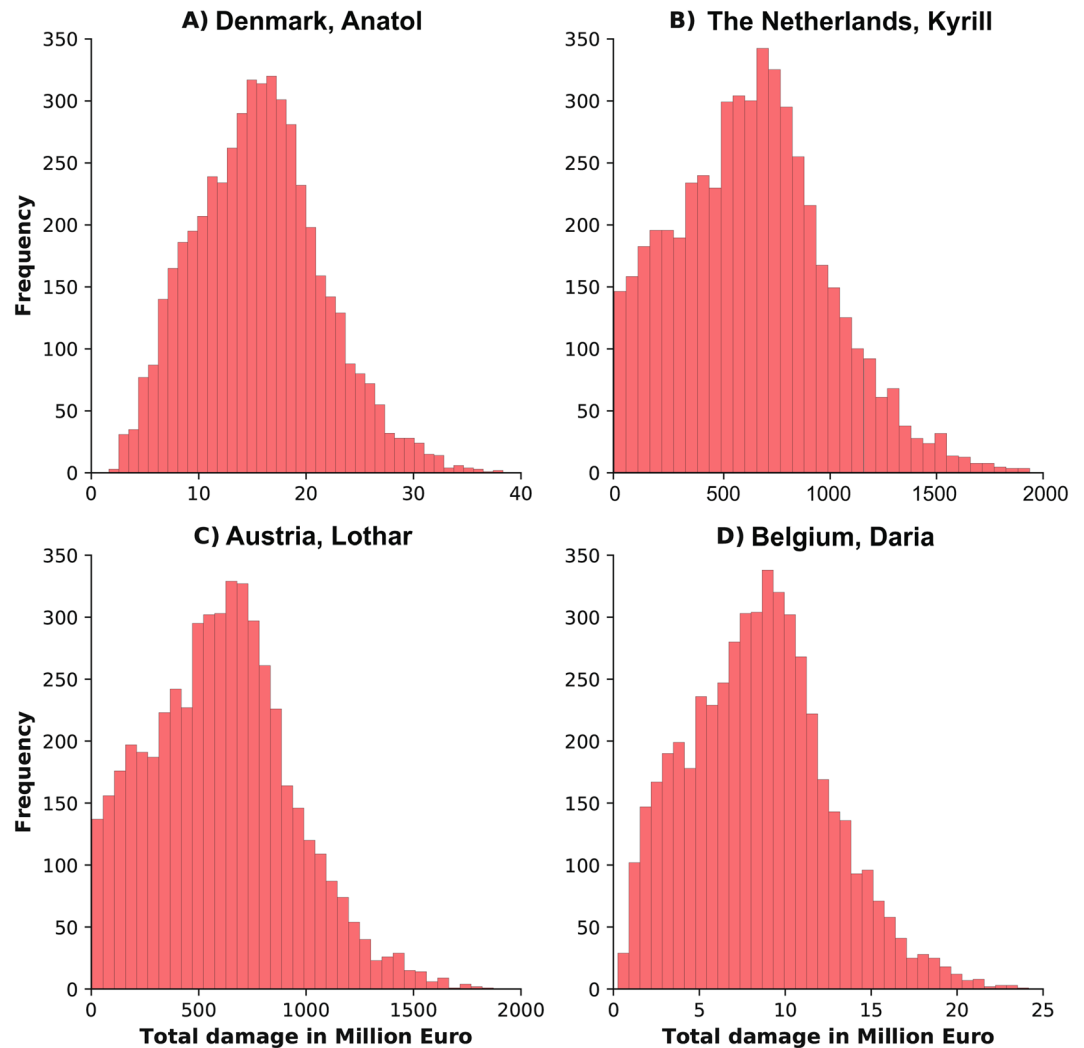 A) Denmark, Anatol
350
300
250
200
150
100
50
0
Frequency
0 10 20 30 40
B) The Netherlands, Kyrill
350
300
250
200
150
100
50
0
0 500 1000 1500 2000
C) Austria, Lothar
350
300
250
200
150
100
50
0
Frequency
0 500 1000 1500 2000
Total damage in Million Euro
D) Belgium, Daria
350
300
250
200
150
100
50
0
0 5 10 15 20 25
Total damage in Million Euro